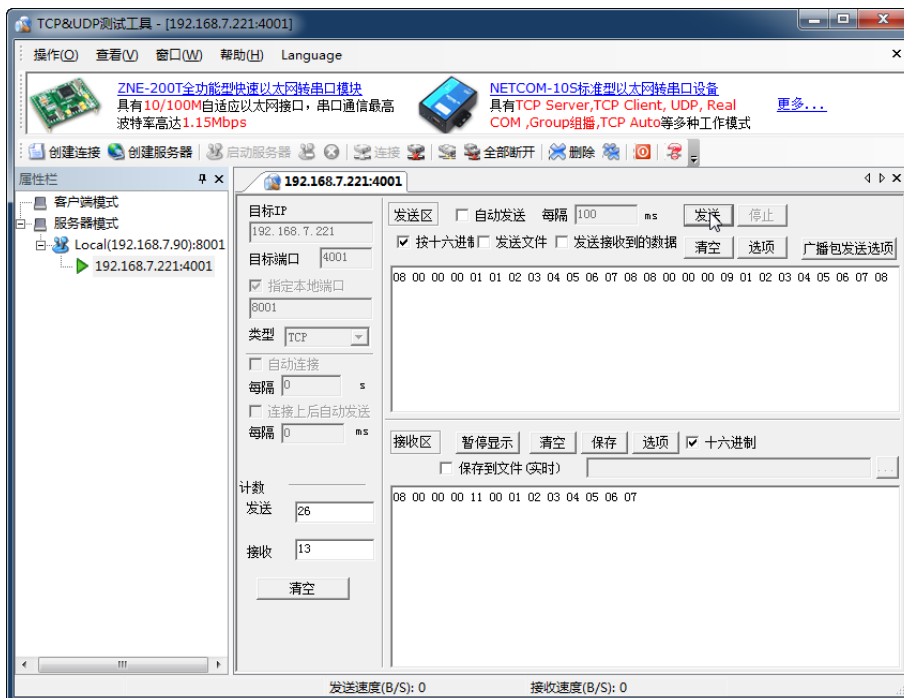 TCP&UDP测试工具 - [192.168.7.221:4001]
操作(O) 查看(V) 窗口(W) 帮助(H) Language
ZNE-200T全功能型快速以太网转串口模块
具有10/100M自适应以太网接口，串口通信最高
波特率高达1.15Mbps
NETCOM-10S标准型以太网转串口设备
具有TCP Server,TCP Client, UDP, Real
COM ,Group组播,TCP Auto等多种工作模式
更多...
创建连接 创建服务器 启动服务器 连接 全部断开 删除
属性栏
客户端模式
服务器模式
Local(192.168.7.90):8001
192.168.7.221:4001
192.168.7.221:4001
目标IP
192.168.7.221
目标端口 4001
指定本地端口
8001
类型 TCP
自动连接
每隔 0 s
连接上后自动发送
每隔 0 ms
计数
发送 26
接收 13
清空
发送区 自动发送 每隔 100 ms 发送 停止
按十六进制 发送文件 发送接收到的数据 清空 选项 广播包发送选项
08 00 00 00 01 01 02 03 04 05 06 07 08 08 00 00 00 09 01 02 03 04 05 06 07 08
接收区 暂停显示 清空 保存 选项 十六进制
保存到文件(实时) ...
08 00 00 00 11 00 01 02 03 04 05 06 07
发送速度(B/S): 0 接收速度(B/S): 0